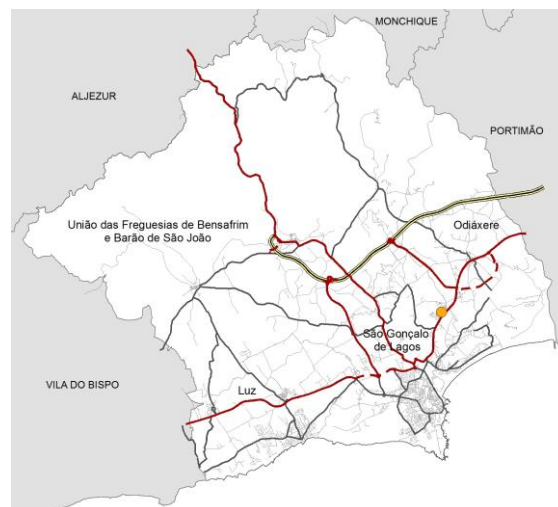 MONCHIQUE
ALJEZUR
PORTIMÃO
União das Freguesias de Bensafrim
e Barão de São João
Odiáxere
São Gonçalo
de Lagos
VILA DO BISPO
Luz